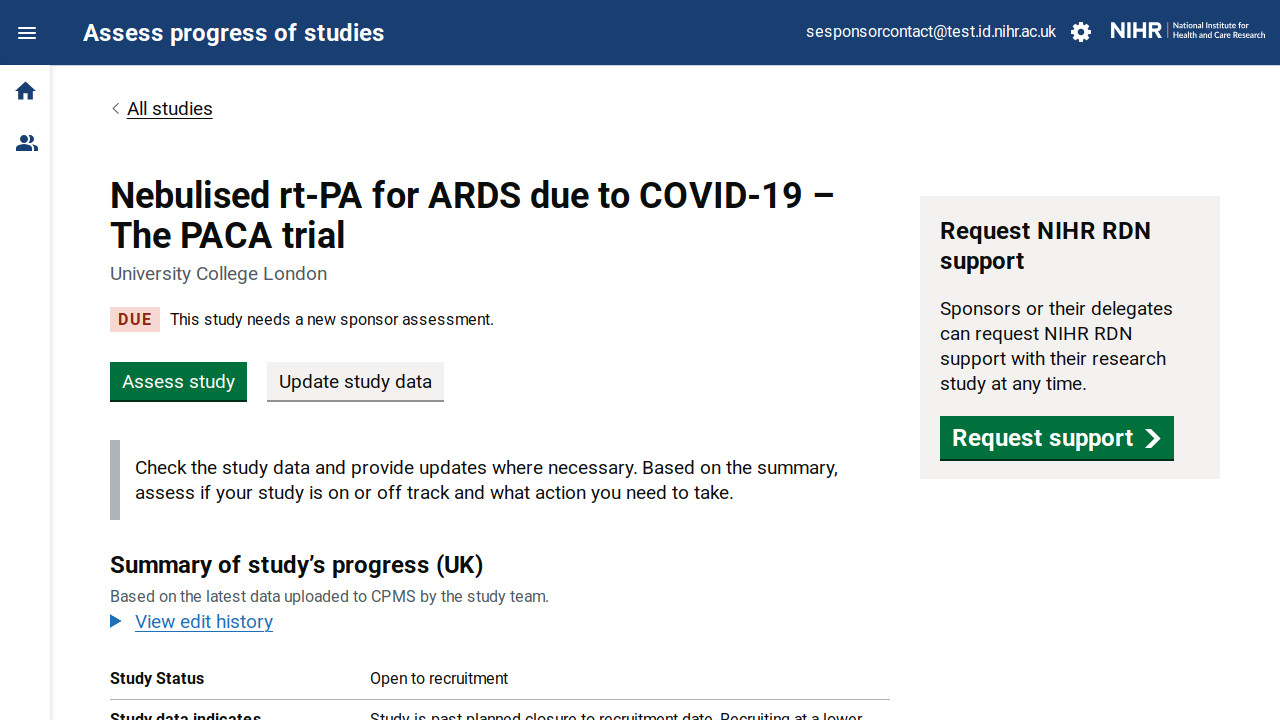 Assess progress of studies
sesponsorcontact@test.id.nihr.ac.uk
NIHR
National Institute for
Health and Care Research
All studies
Nebulised rt-PA for ARDS due to COVID-19 –
The PACA trial
University College London
DUE
This study needs a new sponsor assessment.
Assess study
Update study data
Check the study data and provide updates where necessary. Based on the summary,
assess if your study is on or off track and what action you need to take.
Summary of study’s progress (UK)
Based on the latest data uploaded to CPMS by the study team.
View edit history
Study Status
Open to recruitment
Study data indicates
Study is past planned closure to recruitment date, Recruiting at a lower
Request NIHR RDN
support
Sponsors or their delegates
can request NIHR RDN
support with their research
study at any time.
Request support